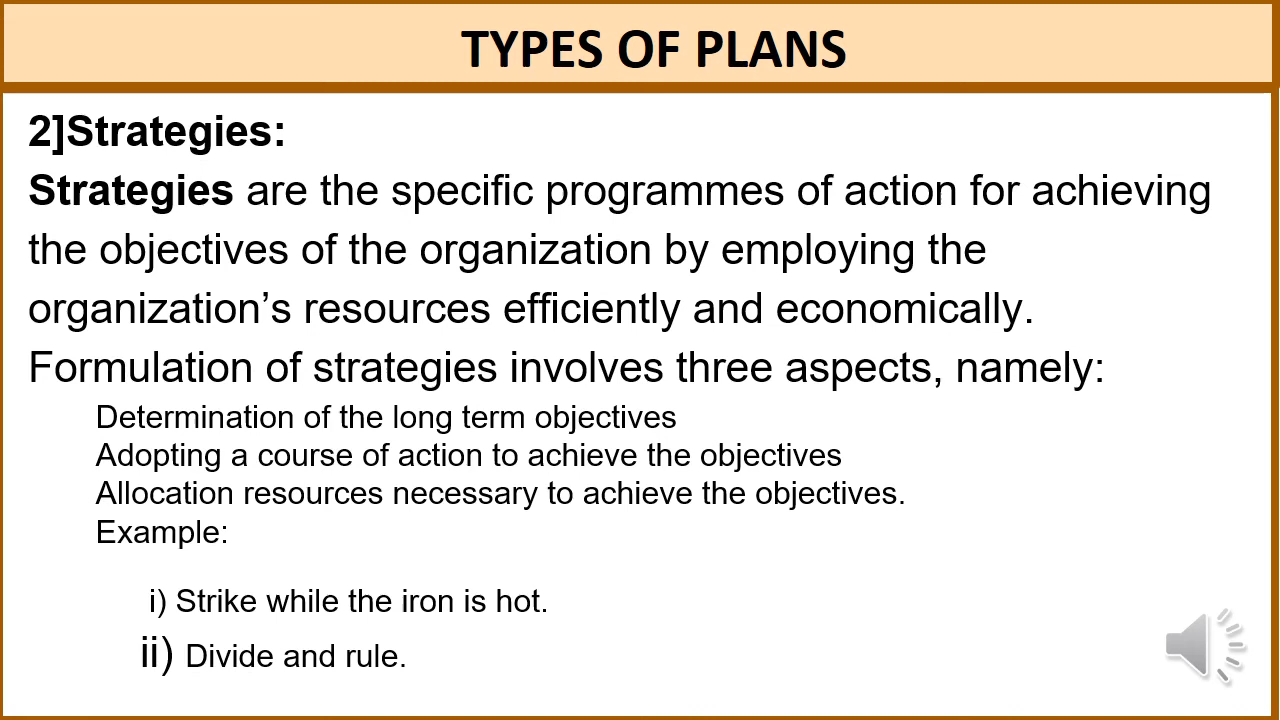 TYPES OF PLANS
2]Strategies:
Strategies are the specific programmes of action for achieving
the objectives of the organization by employing the
organization’s resources efficiently and economically.
Formulation of strategies involves three aspects, namely:
Determination of the long term objectives
Adopting a course of action to achieve the objectives
Allocation resources necessary to achieve the objectives.
Example:
i) Strike while the iron is hot.
ii) Divide and rule.